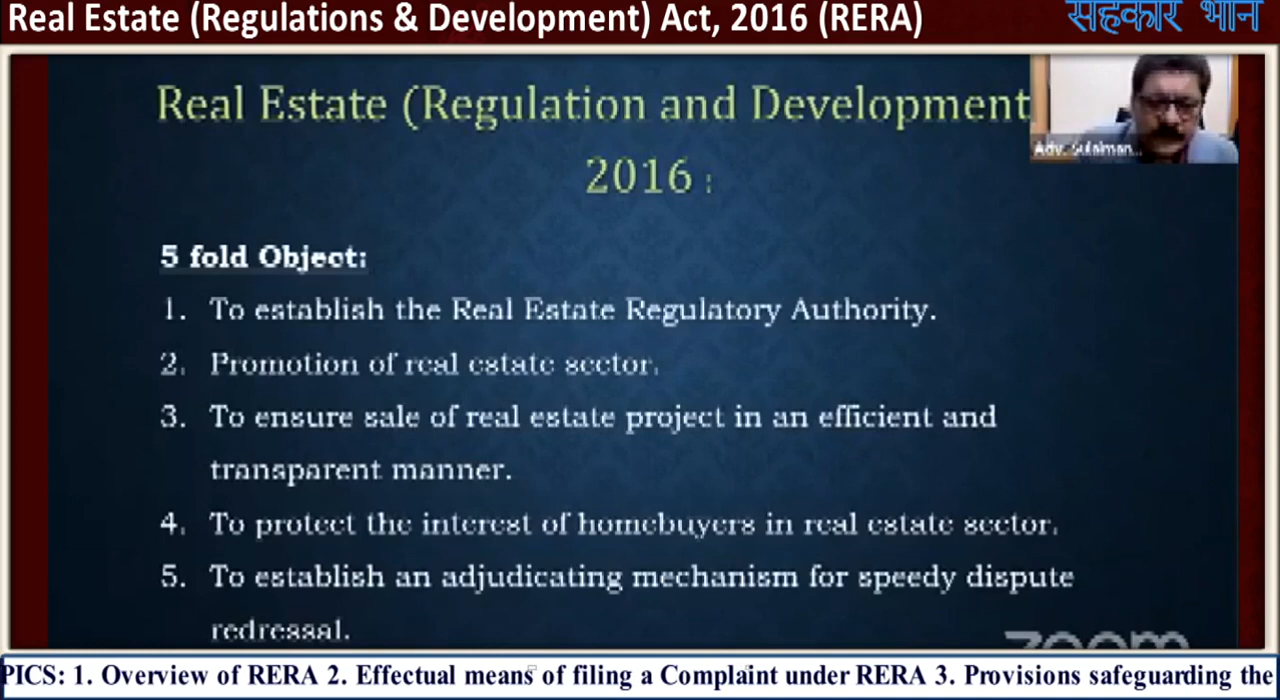 Real Estate (Regulations & Development) Act, 2016 (RERA)
सहकार भान
Real Estate (Regulation and Development
2016 :
Adv. Sulaiman...
5 fold Object:
1. To establish the Real Estate Regulatory Authority.
2. Promotion of real estate sector.
3. To ensure sale of real estate project in an efficient and
transparent manner.
4. To protect the interest of homebuyers in real estate sector.
5. To establish an adjudicating mechanism for speedy dispute
redressal.
zoom
PICS: 1. Overview of RERA 2. Effectual means of filing a Complaint under RERA 3. Provisions safeguarding the